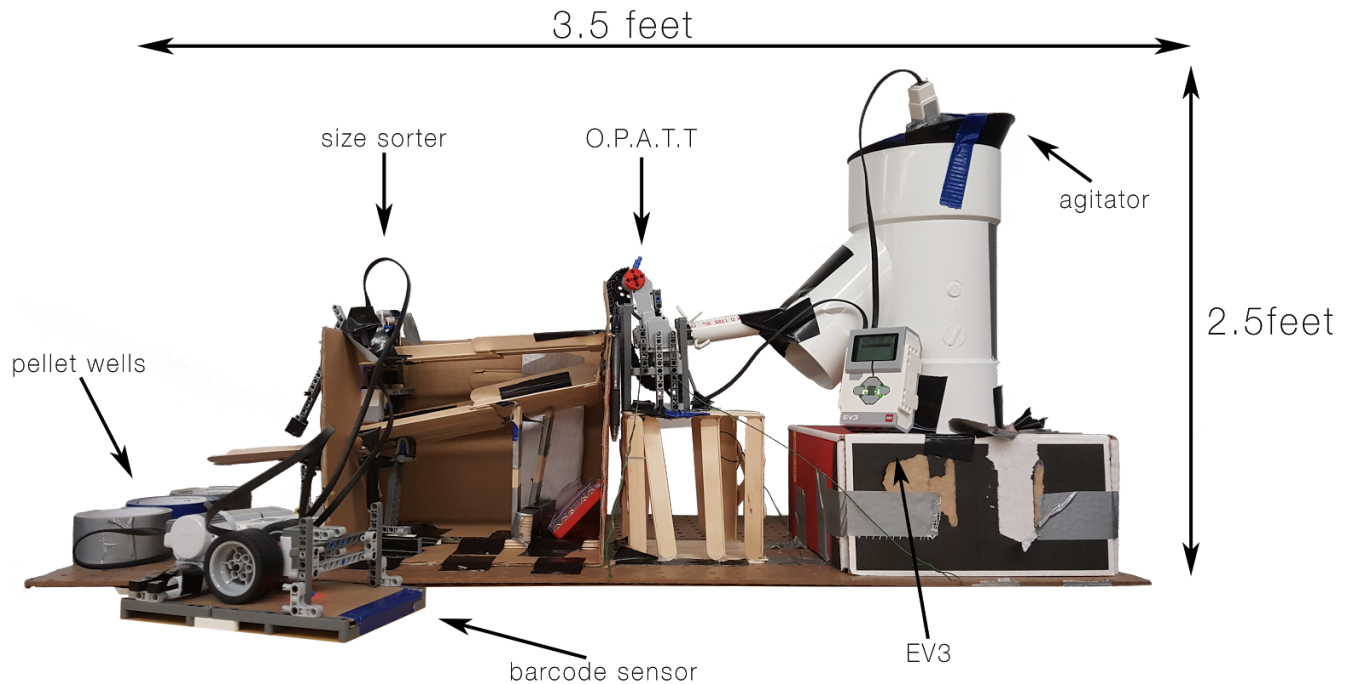 3.5 feet
size sorter
O.P.A.T.T
agitator
2.5feet
pellet wells
EV3
EV3
barcode sensor